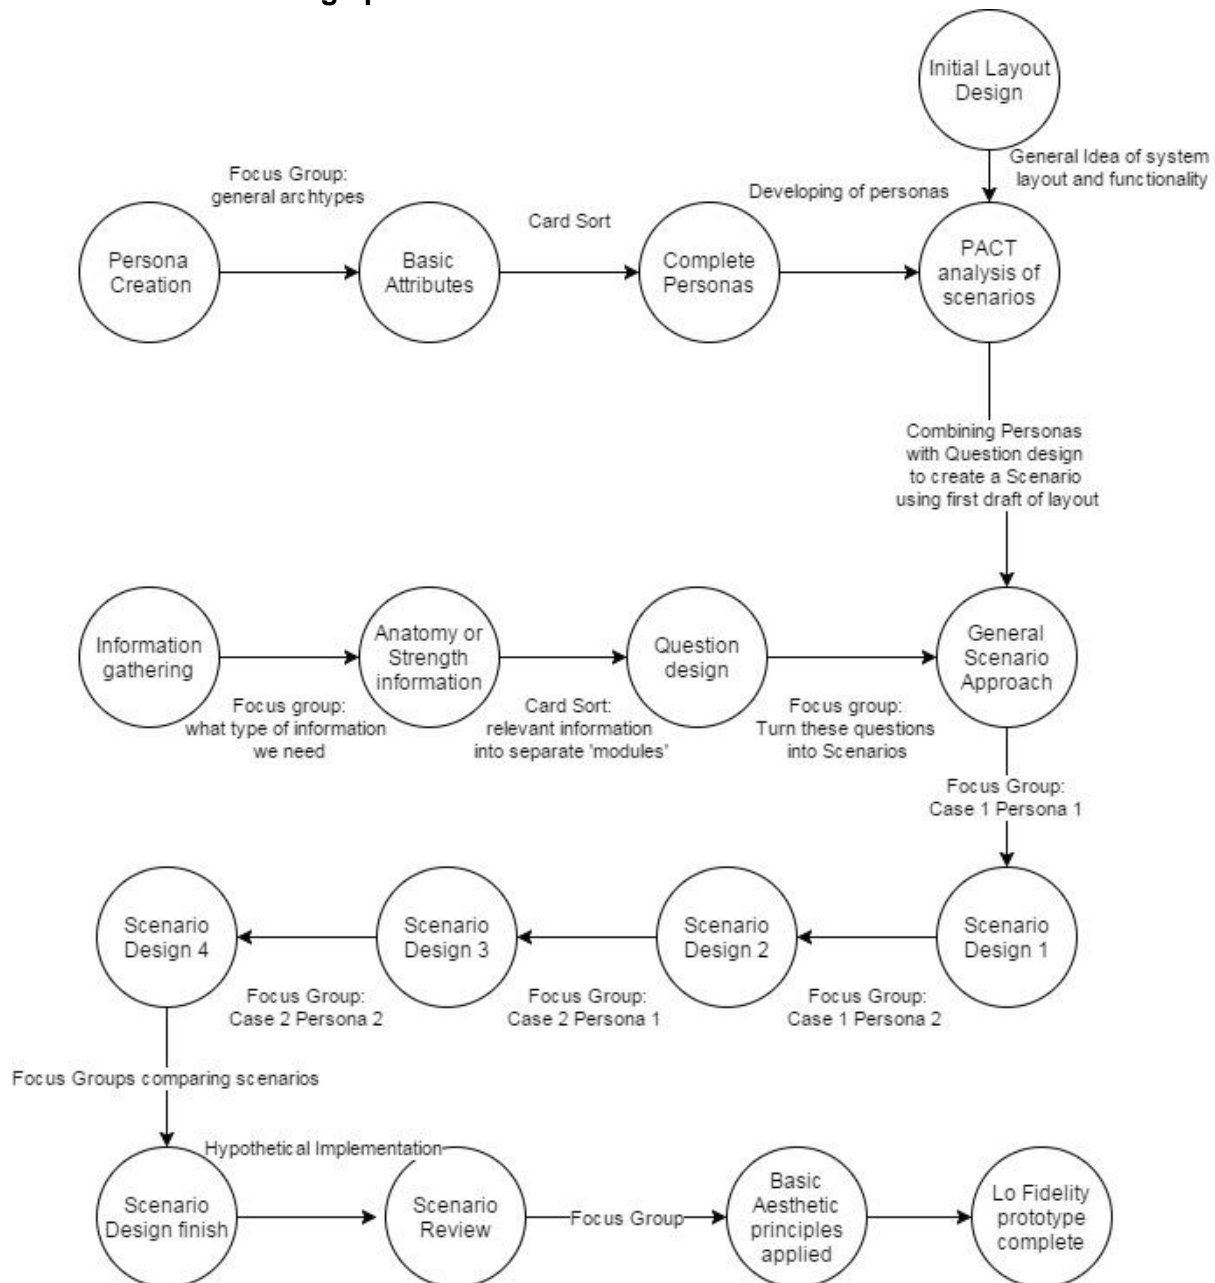 Initial Layout
Design
General Idea of system
layout and functionality
Focus Group:
general archtypes
Card Sort
Developing of personas
Persona
Creation
Basic
Attributes
Complete
Personas
PACT
analysis of
scenarios
Combining Personas
with Question design
to create a Scenario
using first draft of layout
Information
gathering
Anatomy or
Strength
information
Question
design
General
Scenario
Approach
Focus group:
what type of information
we need
Card Sort:
relevant information
into separate 'modules'
Focus group:
Turn these questions
into Scenarios
Focus Group:
Case 1 Persona 1
Scenario
Design 4
Scenario
Design 3
Scenario
Design 2
Scenario
Design 1
Focus Group:
Case 2 Persona 2
Focus Group:
Case 2 Persona 1
Focus Group:
Case 1 Persona 2
Focus Groups comparing scenarios
Hypothetical Implementation
Scenario
Design finish
Scenario
Review
Focus Group
Basic
Aesthetic
principles
applied
Lo Fidelity
prototype
complete